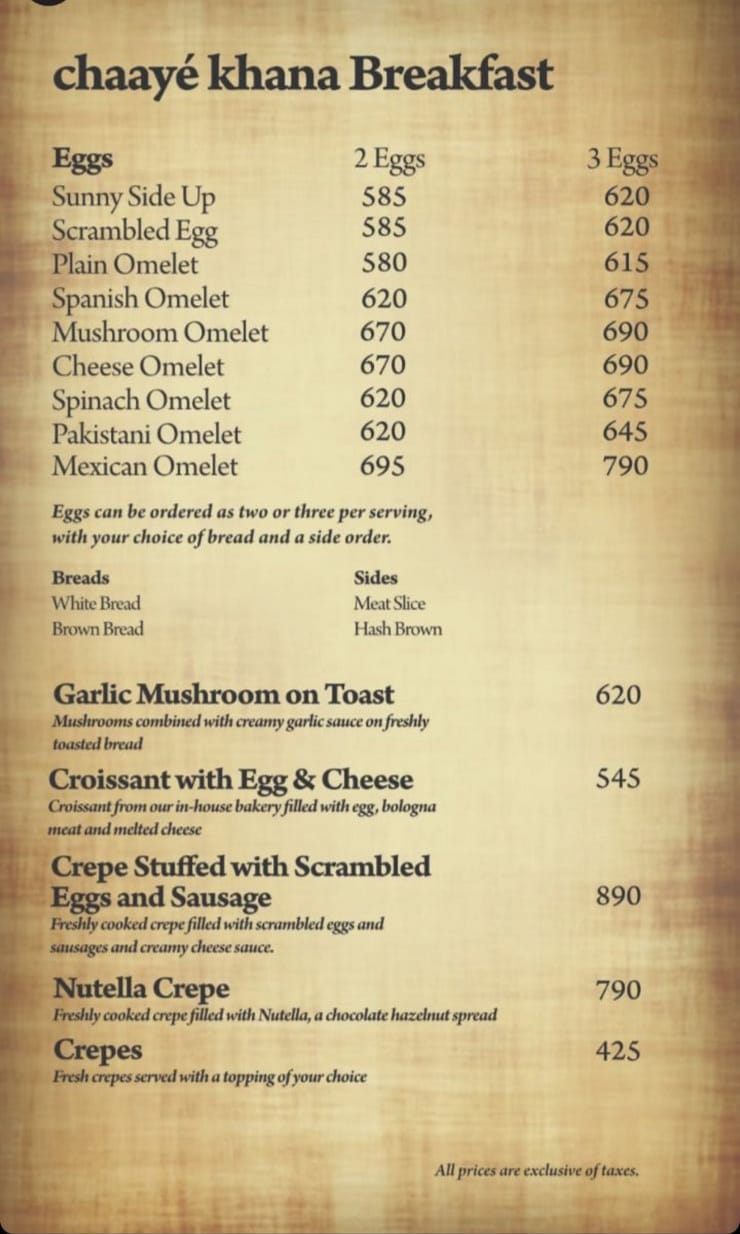 chaayé khana Breakfast
Eggs 2 Eggs 3 Eggs
Sunny Side Up 585 620
Scrambled Egg 585 620
Plain Omelet 580 615
Spanish Omelet 620 675
Mushroom Omelet 670 690
Cheese Omelet 670 690
Spinach Omelet 620 675
Pakistani Omelet 620 645
Mexican Omelet 695 790
Eggs can be ordered as two or three per serving,
with your choice of bread and a side order.
Breads Sides
White Bread Meat Slice
Brown Bread Hash Brown
Garlic Mushroom on Toast 620
Mushrooms combined with creamy garlic sauce on freshly
toasted bread
Croissant with Egg & Cheese 545
Croissant from our in-house bakery filled with egg, bologna
meat and melted cheese
Crepe Stuffed with Scrambled
Eggs and Sausage 890
Freshly cooked crepe filled with scrambled eggs and
sausages and creamy cheese sauce.
Nutella Crepe 790
Freshly cooked crepe filled with Nutella, a chocolate hazelnut spread
Crepes 425
Fresh crepes served with a topping of your choice
All prices are exclusive of taxes.